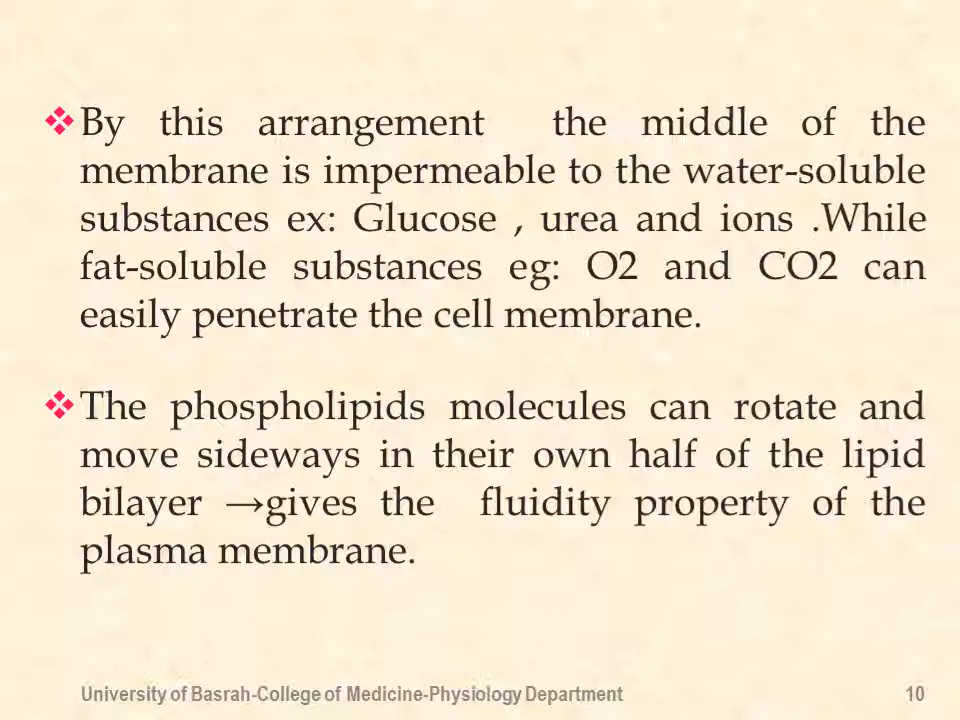 ❖By this arrangement the middle of the
membrane is impermeable to the water-soluble
substances ex: Glucose , urea and ions .While
fat-soluble substances eg: O2 and CO2 can
easily penetrate the cell membrane.
❖The phospholipids molecules can rotate and
move sideways in their own half of the lipid
bilayer →gives the fluidity property of the
plasma membrane.
University of Basrah-College of Medicine-Physiology Department 10